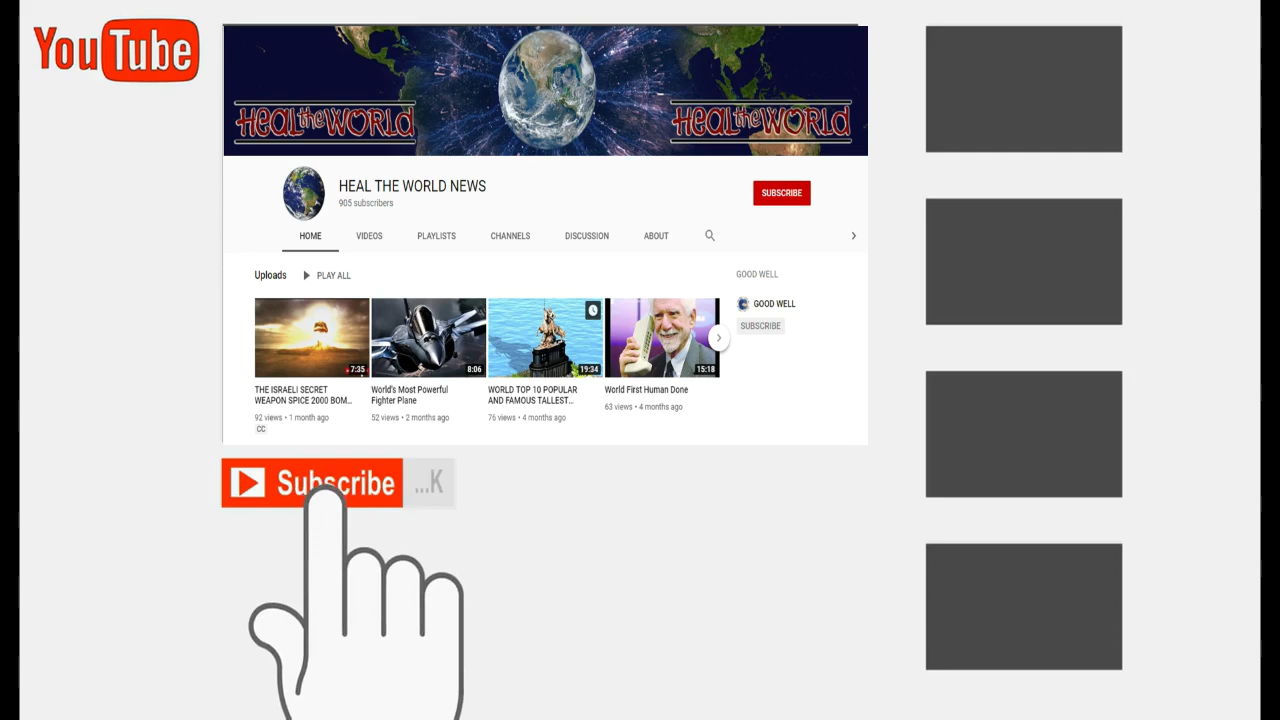 YouTube
Heal the WORLD
Heal the WORLD
HEAL THE WORLD NEWS
905 subscribers
SUBSCRIBE
HOME
VIDEOS
PLAYLISTS
CHANNELS
DISCUSSION
ABOUT
Uploads
PLAY ALL
GOOD WELL
GOOD WELL
SUBSCRIBE
7:35
8:06
19:34
15:18
THE ISRAELI SECRET
WEAPON SPICE 2000 BOM...
92 views • 1 month ago
CC
World's Most Powerful
Fighter Plane
52 views • 2 months ago
WORLD TOP 10 POPULAR
AND FAMOUS TALLEST...
76 views • 4 months ago
World First Human Done
63 views • 4 months ago
Subscribe
...K